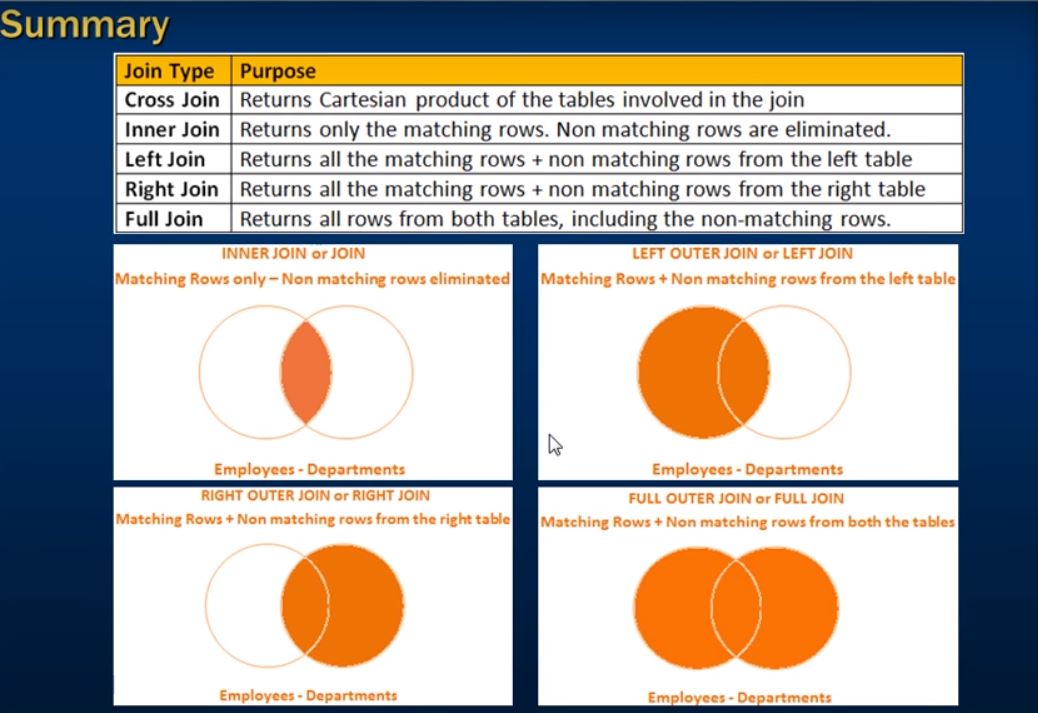 Summary
Join Type Purpose
Cross Join Returns Cartesian product of the tables involved in the join
Inner Join Returns only the matching rows. Non matching rows are eliminated.
Left Join Returns all the matching rows + non matching rows from the left table
Right Join Returns all the matching rows + non matching rows from the right table
Full Join Returns all rows from both tables, including the non-matching rows.
INNER JOIN or JOIN
Matching Rows only – Non matching rows eliminated
Employees - Departments
LEFT OUTER JOIN or LEFT JOIN
Matching Rows + Non matching rows from the left table
Employees - Departments
RIGHT OUTER JOIN or RIGHT JOIN
Matching Rows + Non matching rows from the right table
Employees - Departments
FULL OUTER JOIN or FULL JOIN
Matching Rows + Non matching rows from both the tables
Employees - Departments